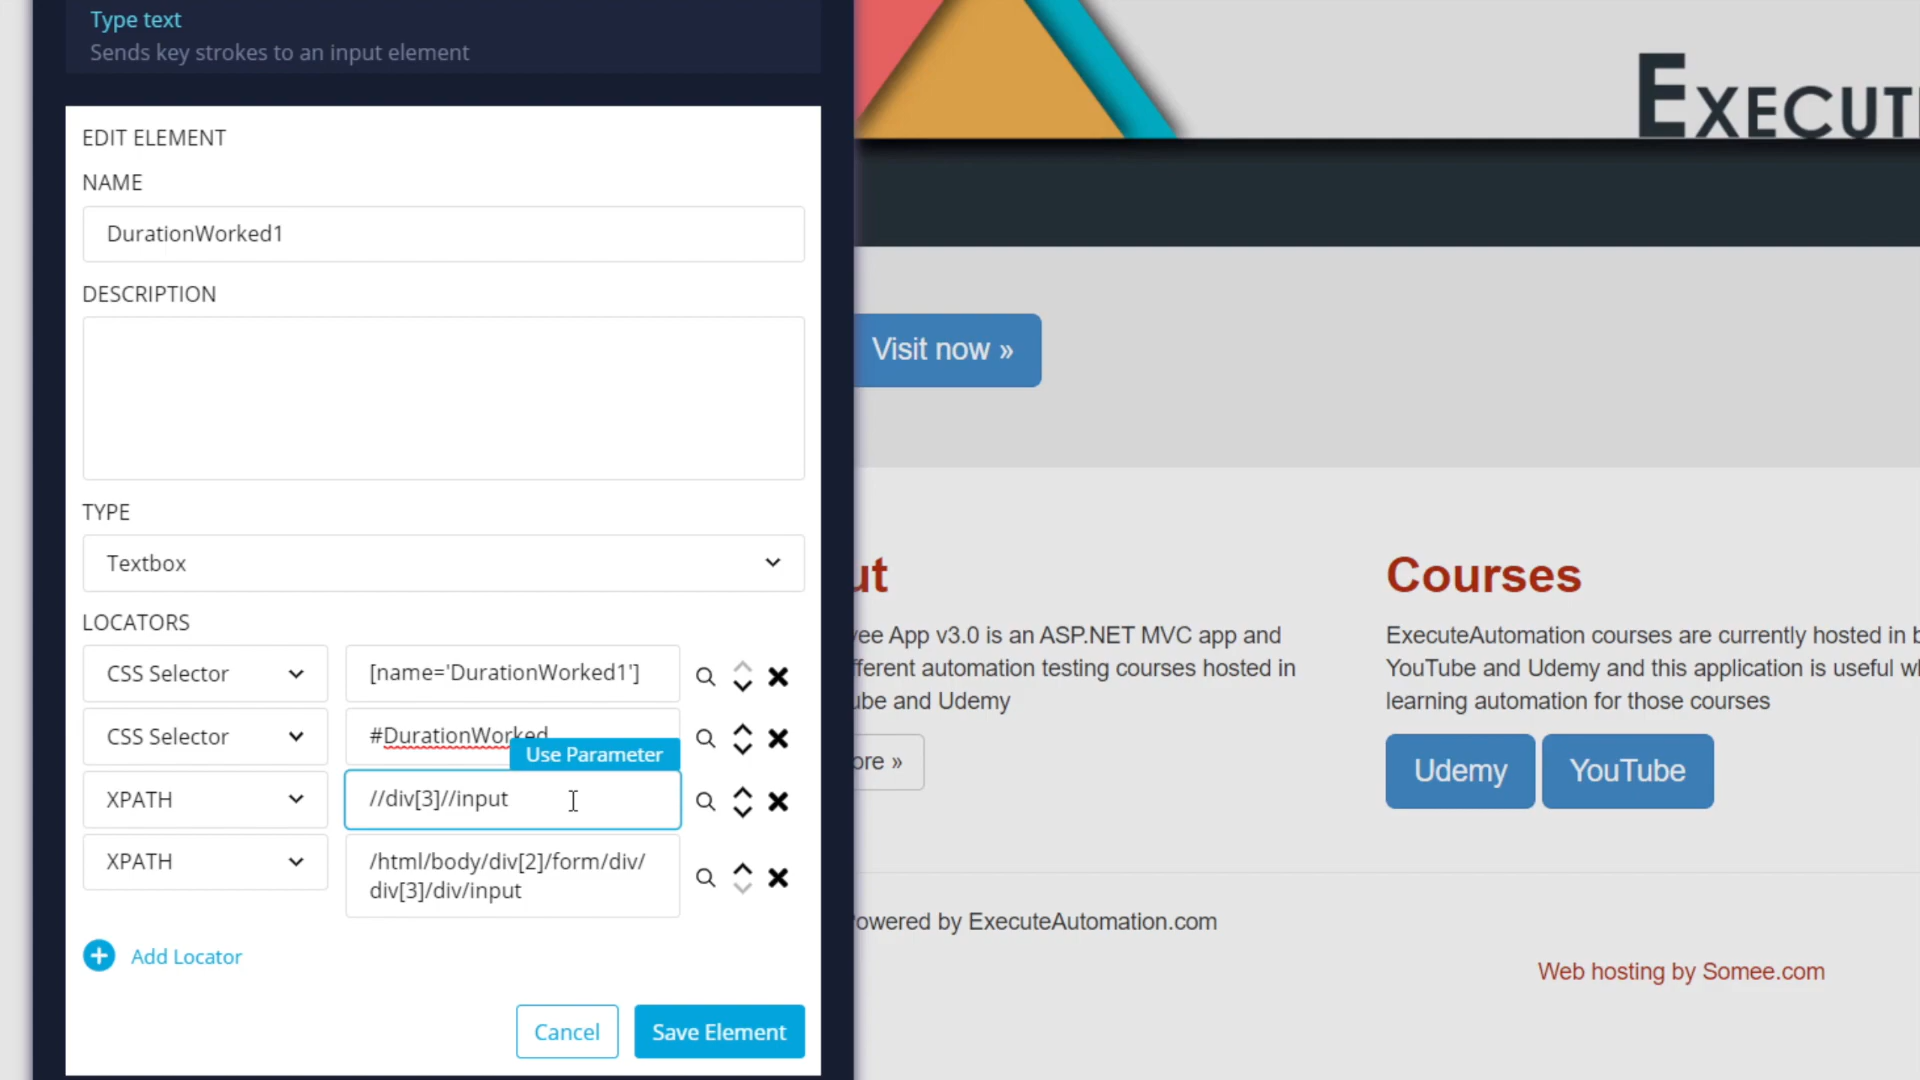 Type text
Sends key strokes to an input element
EDIT ELEMENT
NAME
DurationWorked1
DESCRIPTION
TYPE
Textbox
LOCATORS
CSS Selector
[name='DurationWorked1']
CSS Selector
#DurationWorked
Use Parameter
XPATH
//div[3]//input
XPATH
/html/body/div[2]/form/div/
div[3]/div/input
Add Locator
Cancel
Save Element
EXECUT
Visit now »
ut
yee App v3.0 is an ASP.NET MVC app and
fferent automation testing courses hosted in
ube and Udemy
ore »
Courses
ExecuteAutomation courses are currently hosted in b
YouTube and Udemy and this application is useful w
learning automation for those courses
Udemy
YouTube
owered by ExecuteAutomation.com
Web hosting by Somee.com